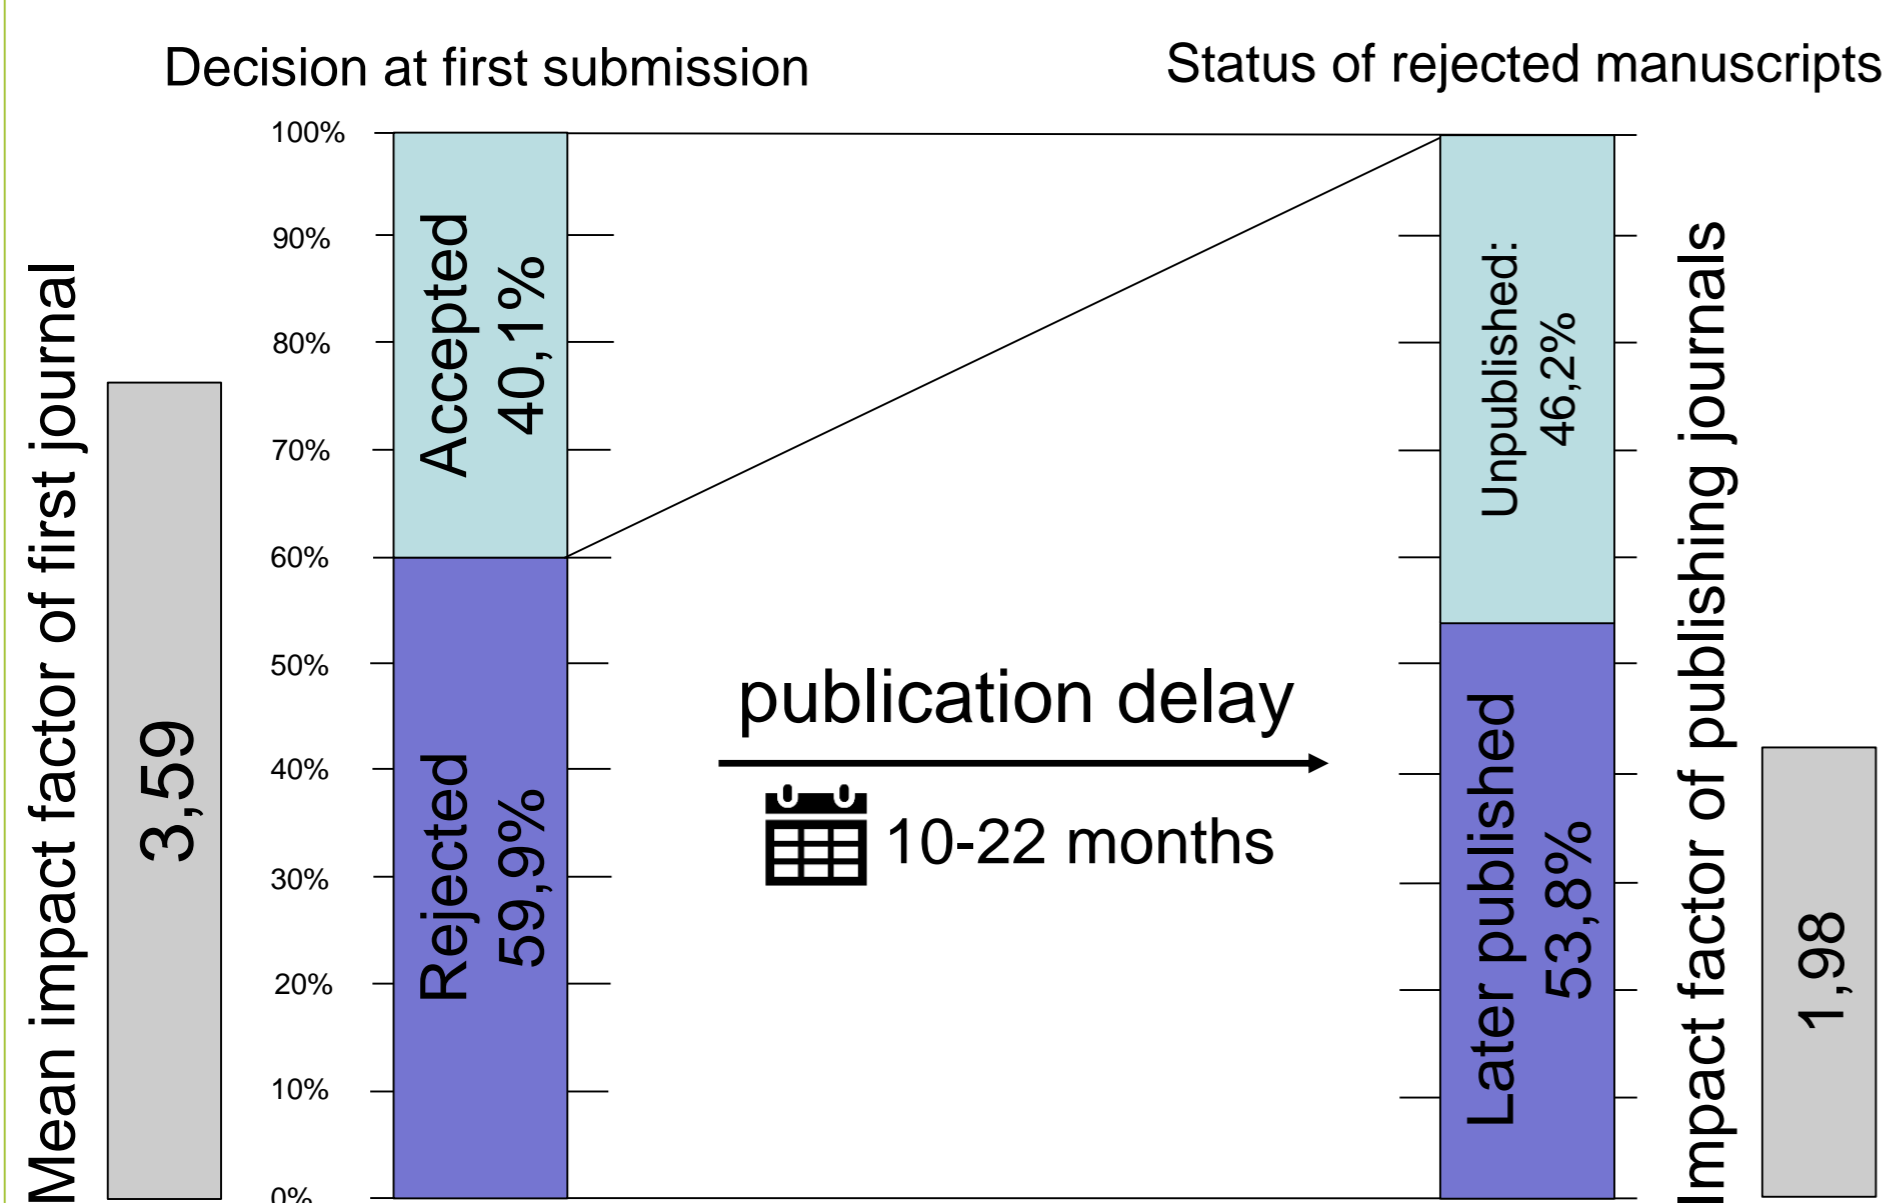 Decision at first submission
Status of rejected manuscripts
100%
90%
80%
70%
60%
50%
40%
30%
20%
10%
0%
Mean impact factor of first journal
3,59
Accepted
40,1%
Rejected
59,9%
publication delay
10-22 months
Unpublished:
46,2%
Later published
53,8%
Impact factor of publishing journals
1,98